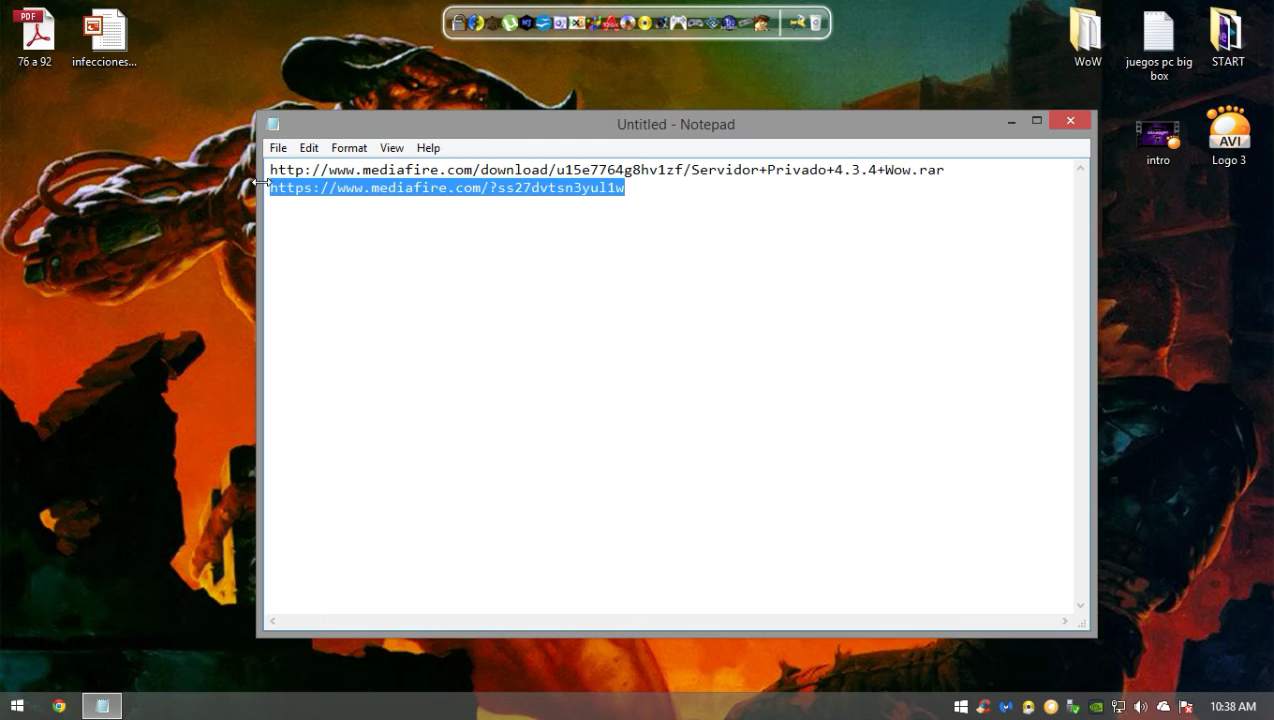 PDF
76 a 92
infecciones...
WoW
juegos pc big
box
START
intro
AVI
Logo 3
Untitled - Notepad
File Edit Format View Help
http://www.mediafire.com/download/u15e7764g8hv1zf/Servidor+Privado+4.3.4+Wow.rar
https://www.mediafire.com/?ss27dvtsn3yul1w
10:38 AM